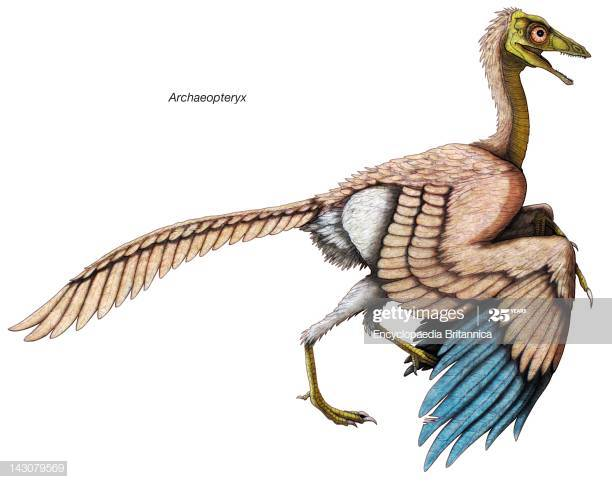 Archaeopteryx
gettyimages® 25 YEARS
Encyclopaedia Britannica
143079569